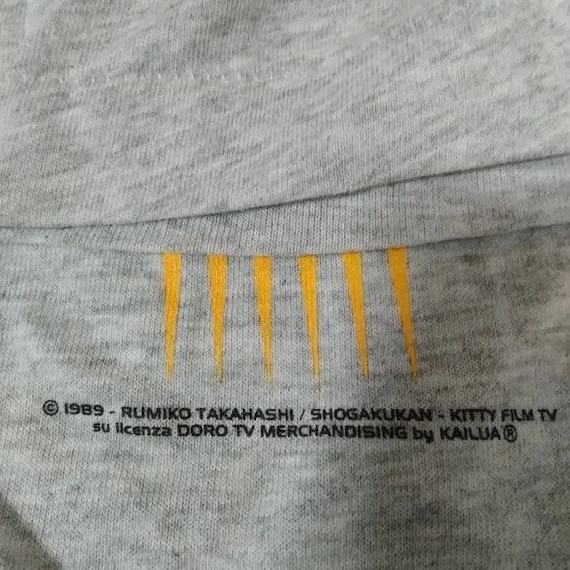 © 1989 - RUMIKO TAKAHASHI / SHOGAKUKAN - KITTY FILM TV
su licenza DORO TV MERCHANDISING by KAILUA®